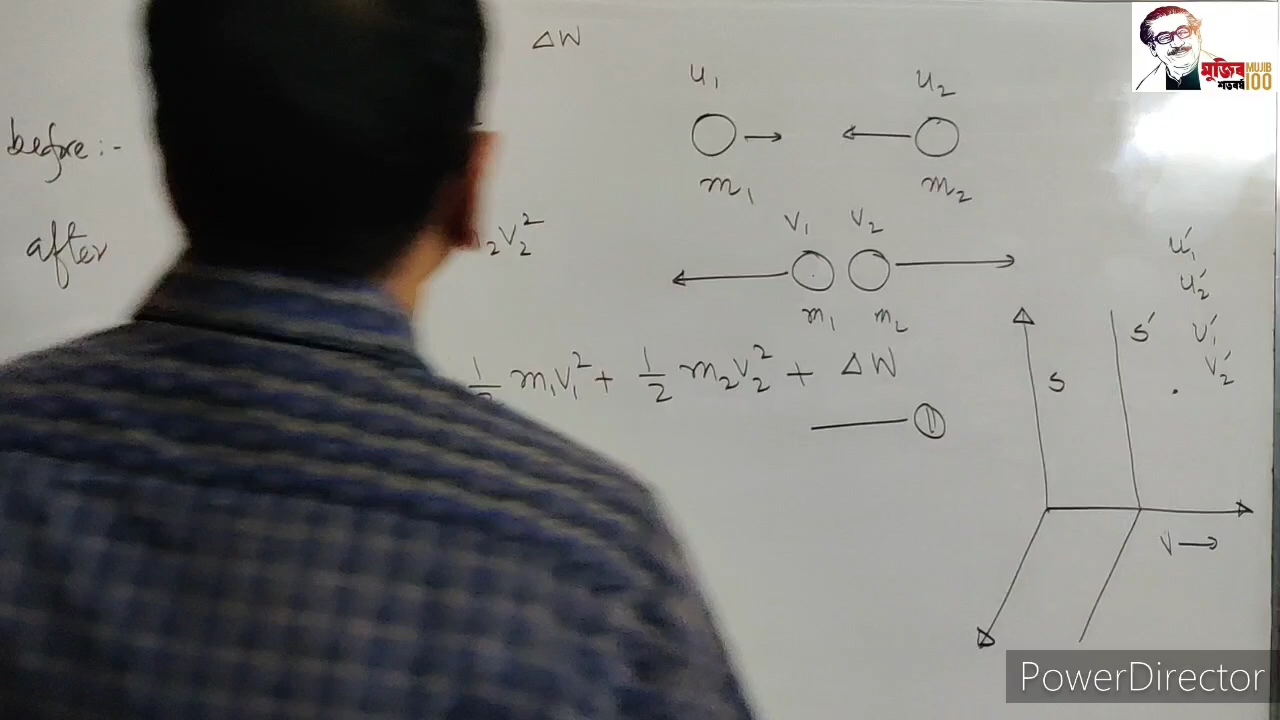 ΔW
u₁ u₂
before :-
m₁ m₂
after
₂v₂²
v₁ v₂
m₁ m₂
½ m₁v₁² + ½ m₂v₂² + ΔW
①
u₁′
u₂′
v₁′
v₂′
S S′
v →
মুজিব MUJIB
শতবর্ষ 100
PowerDirector